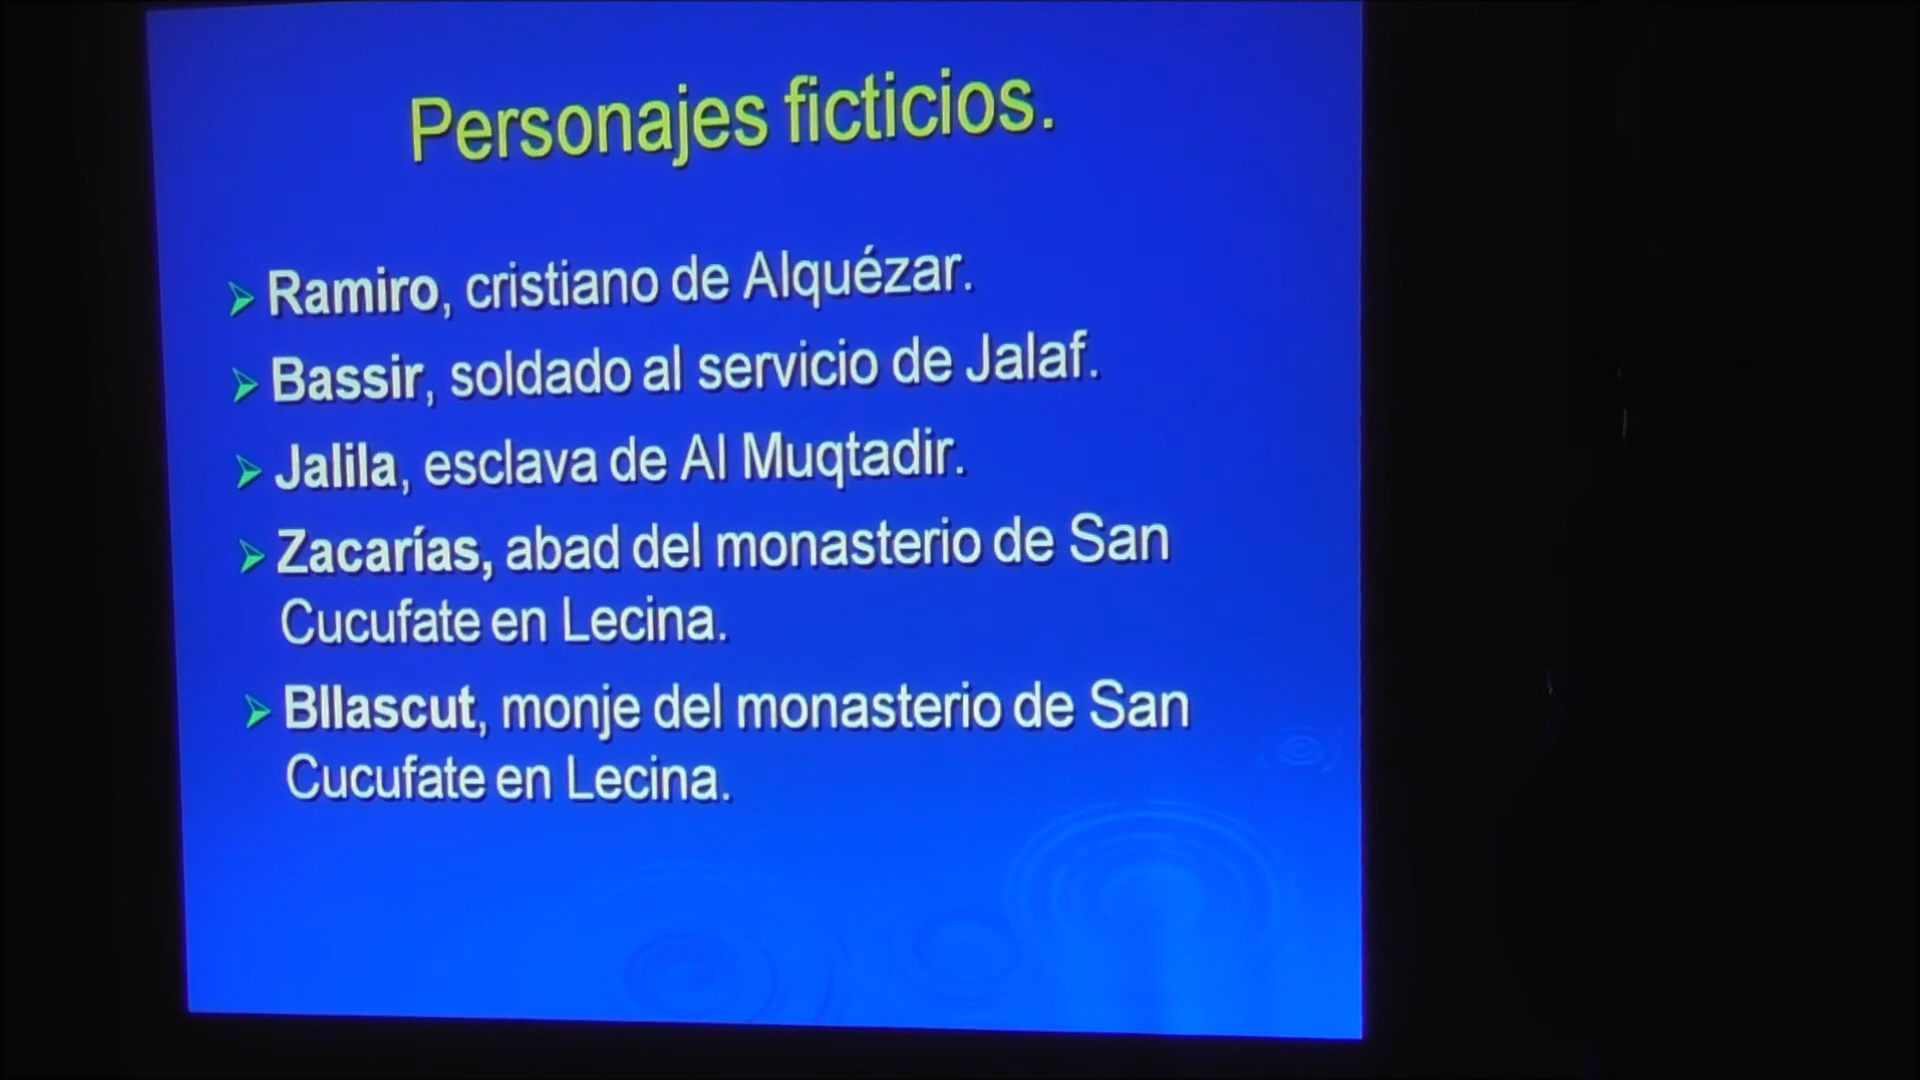 Personajes ficticios.
Ramiro, cristiano de Alquézar.
Bassir, soldado al servicio de Jalaf.
Jalila, esclava de Al Muqtadir.
Zacarías, abad del monasterio de San
Cucufate en Lecina.
Bllascut, monje del monasterio de San
Cucufate en Lecina.